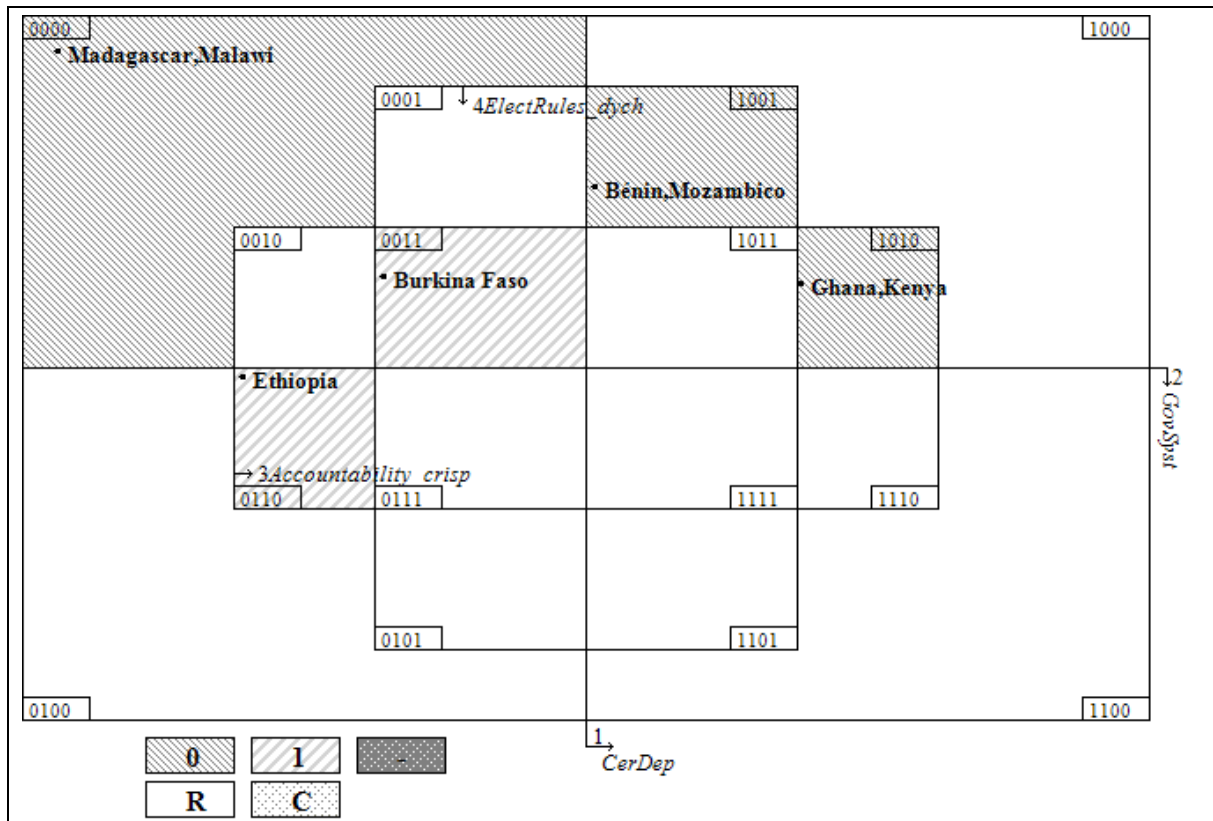 0000
1000
Madagascar,Malawi
0001
4ElectRules_dych
1001
Bénin,Mozambico
0010
0011
1011
1010
Burkina Faso
Ghana,Kenya
Ethiopia
2
GovSyst
3Accountability_crisp
0110
0111
1111
1110
0101
1101
0100
1100
1
CerDep
0 1 -
R C